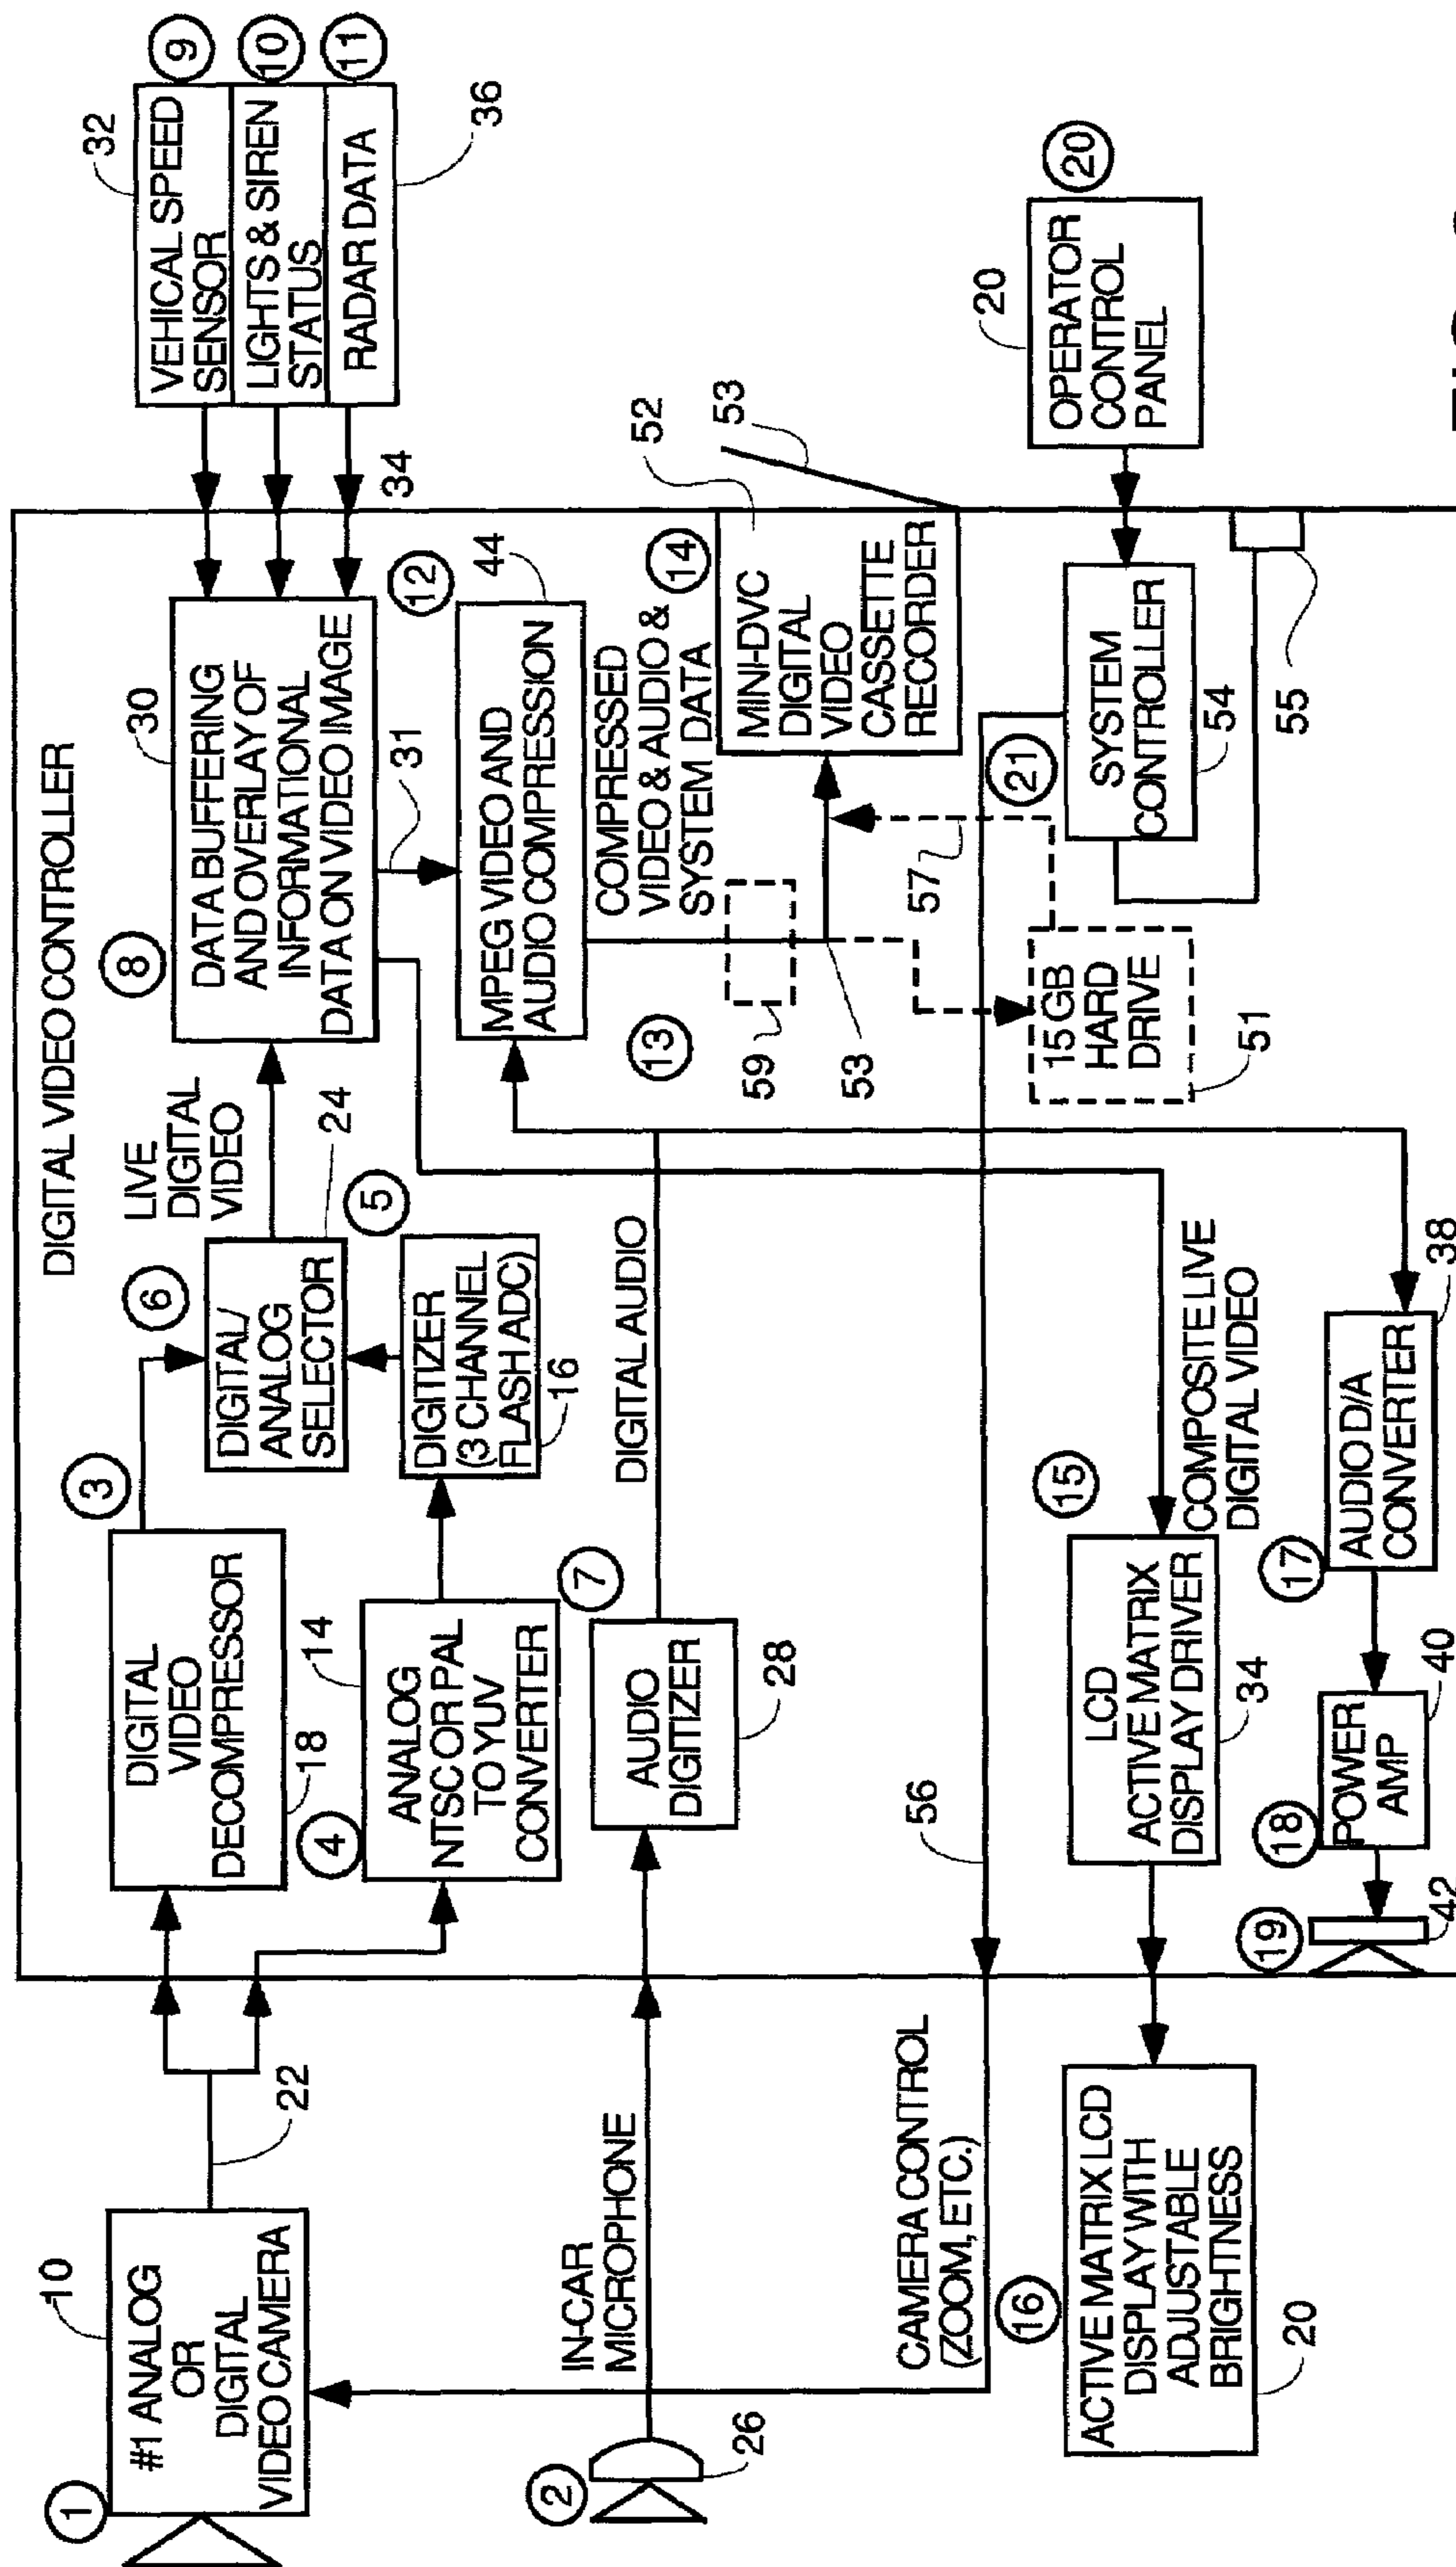 DIGITAL VIDEO CONTROLLER
1
10
#1 ANALOG
OR
DIGITAL
VIDEO CAMERA
22
3
DIGITAL
VIDEO
DECOMPRESSOR
18
4
14
ANALOG
NTSC OR PAL
TO YUV
CONVERTER
6
DIGITAL/
ANALOG
SELECTOR
24
LIVE
DIGITAL
VIDEO
5
DIGITIZER
(3 CHANNEL
FLASH ADC)
16
8
30
DATA BUFFERING
AND OVERLAY OF
INFORMATIONAL
DATA ON VIDEO IMAGE
31
32
VEHICAL SPEED
SENSOR
9
LIGHTS & SIREN
STATUS
10
RADAR DATA
11
36
34
12
44
MPEG VIDEO AND
AUDIO COMPRESSION
13
COMPRESSED
VIDEO & AUDIO &
SYSTEM DATA
59
53
14
52
53
MINI-DVC
DIGITAL
VIDEO
CASSETTE
RECORDER
2
26
IN-CAR
MICROPHONE
7
AUDIO
DIGITIZER
28
DIGITAL AUDIO
57
15 GB
HARD
DRIVE
51
21
SYSTEM
CONTROLLER
54
55
20
OPERATOR
CONTROL
PANEL
20
CAMERA CONTROL
(ZOOM, ETC.)
56
16
ACTIVE MATRIX LCD
DISPLAY WITH
ADJUSTABLE
BRIGHTNESS
20
15
LCD
ACTIVE MATRIX
DISPLAY DRIVER
34
COMPOSITE LIVE
DIGITAL VIDEO
19
42
18
POWER
AMP
40
17
AUDIO D/A
CONVERTER
38